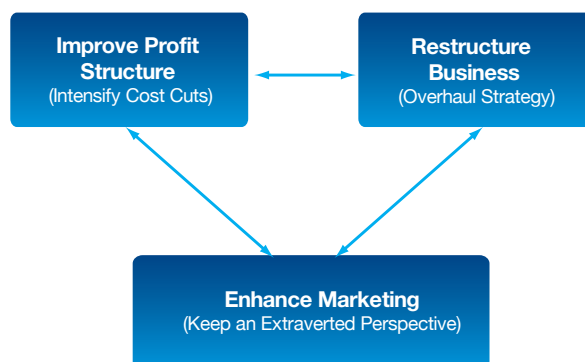 Improve Profit
Structure
(Intensify Cost Cuts)
Restructure
Business
(Overhaul Strategy)
Enhance Marketing
(Keep an Extraverted Perspective)